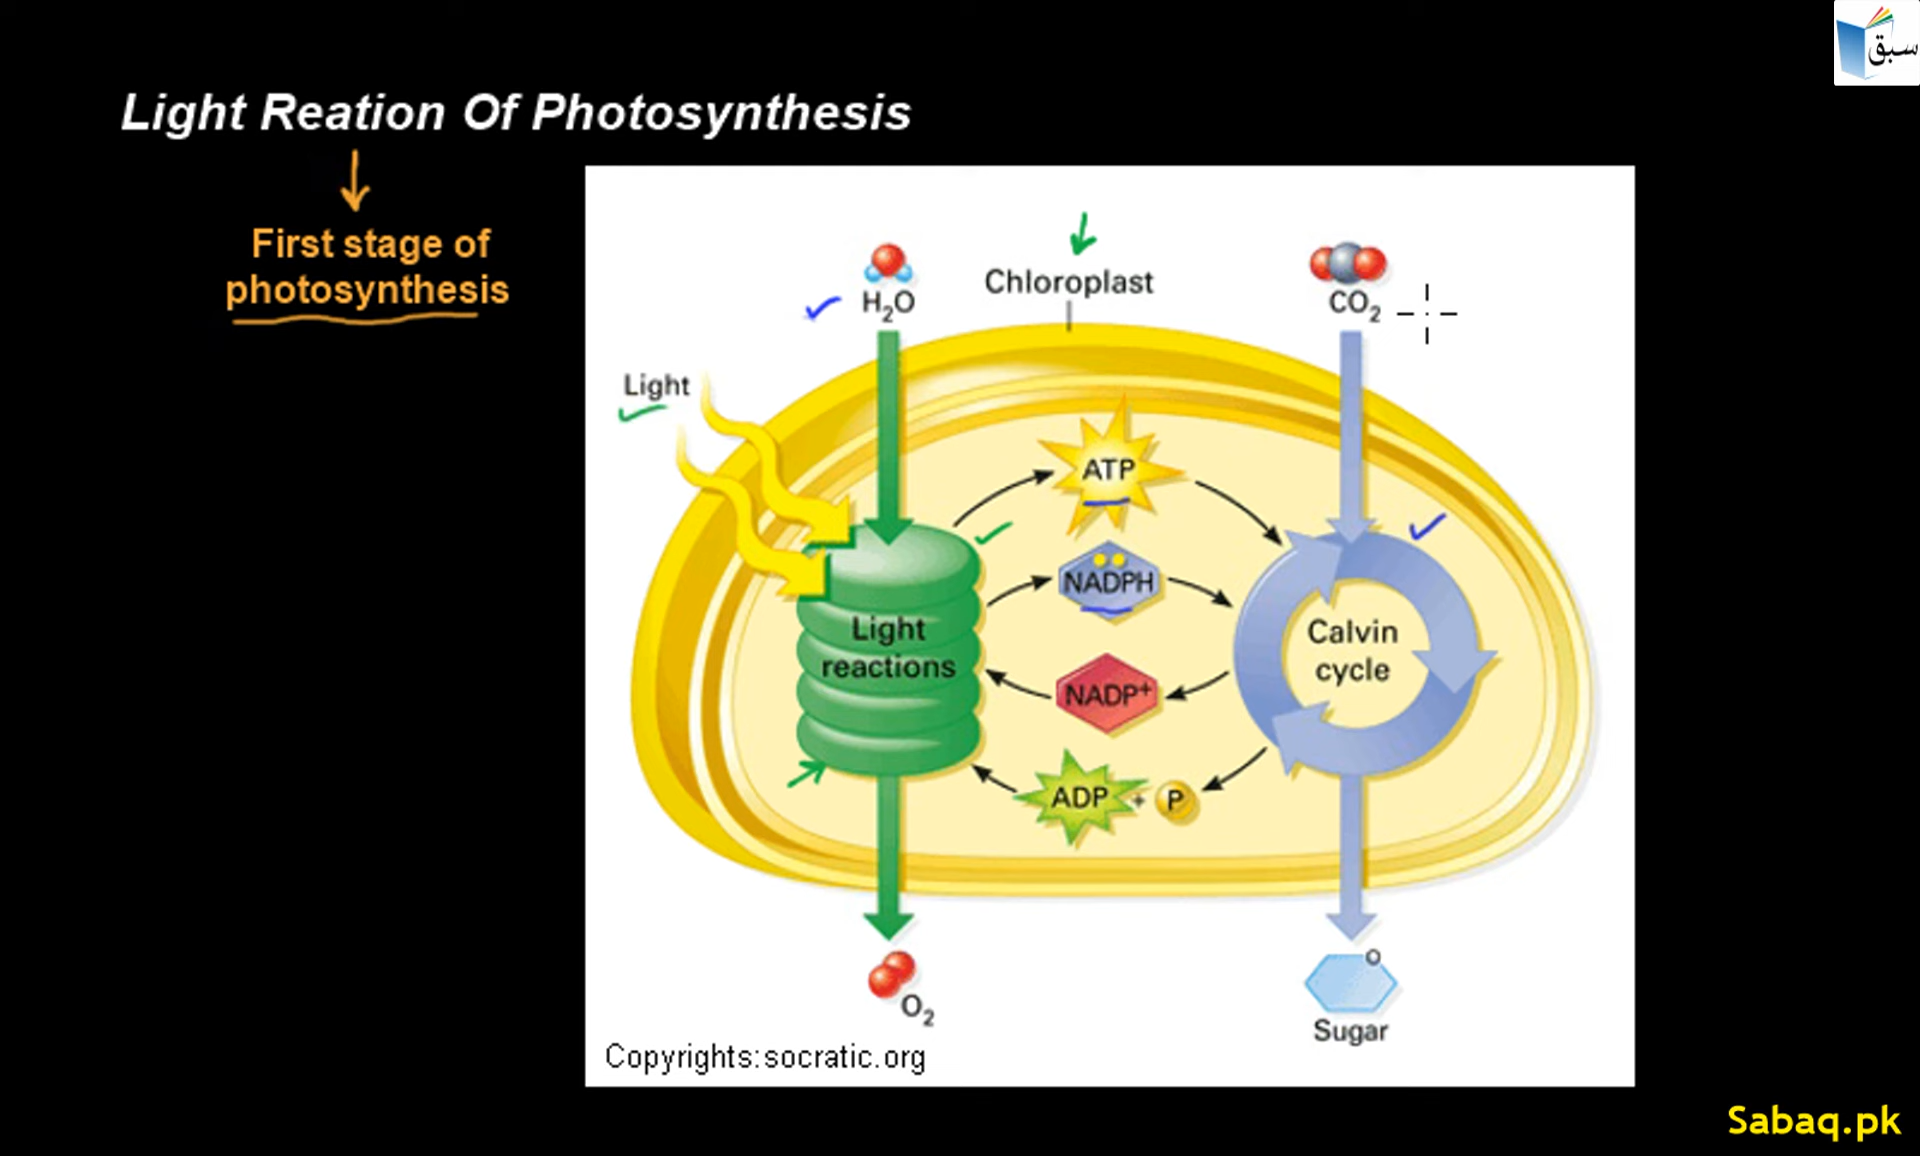 سبق
Light Reation Of Photosynthesis
First stage of
photosynthesis
H₂O
Chloroplast
CO₂
Light
ATP
NADPH
Light
reactions
Calvin
cycle
NADP⁺
ADP + P
O₂
O
Sugar
Copyrights:socratic.org
Sabaq.pk